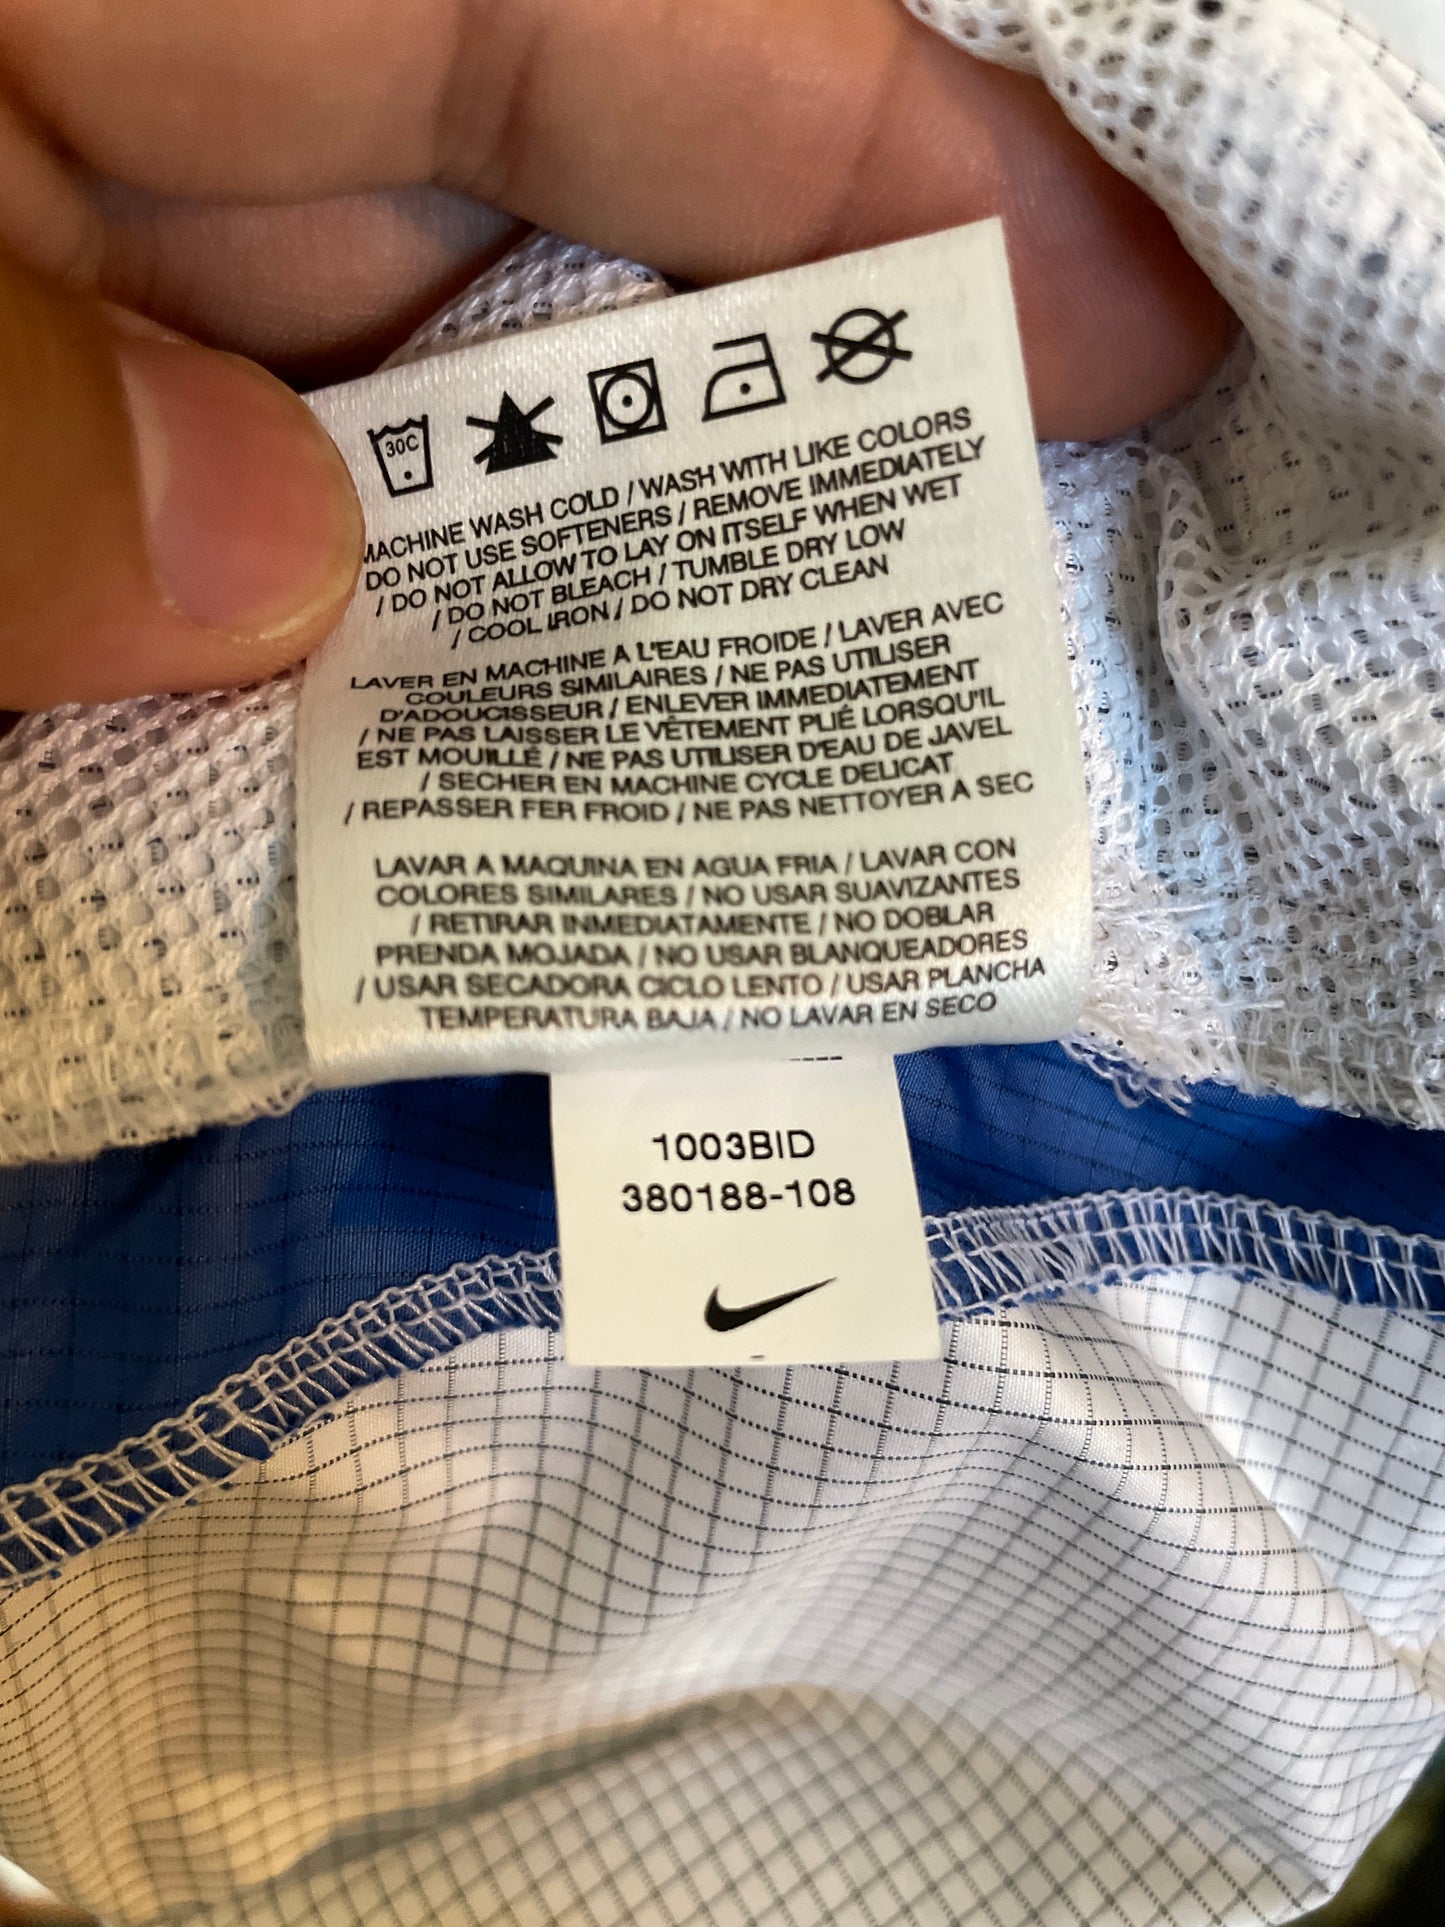 30C
MACHINE WASH COLD / WASH WITH LIKE COLORS
DO NOT USE SOFTENERS / REMOVE IMMEDIATELY
/ DO NOT ALLOW TO LAY ON ITSELF WHEN WET
/ DO NOT BLEACH / TUMBLE DRY LOW
/ COOL IRON / DO NOT DRY CLEAN
LAVER EN MACHINE A L'EAU FROIDE / LAVER AVEC
COULEURS SIMILAIRES / NE PAS UTILISER
D'ADOUCISSEUR / ENLEVER IMMEDIATEMENT
/ NE PAS LAISSER LE VÊTEMENT PLIÉ LORSQU'IL
EST MOUILLÉ / NE PAS UTILISER D'EAU DE JAVEL
/ SECHER EN MACHINE CYCLE DELICAT
/ REPASSER FER FROID / NE PAS NETTOYER A SEC
LAVAR A MAQUINA EN AGUA FRIA / LAVAR CON
COLORES SIMILARES / NO USAR SUAVIZANTES
/ RETIRAR INMEDIATAMENTE / NO DOBLAR
PRENDA MOJADA / NO USAR BLANQUEADORES
/ USAR SECADORA CICLO LENTO / USAR PLANCHA
TEMPERATURA BAJA / NO LAVAR EN SECO
1003BID
380188-108